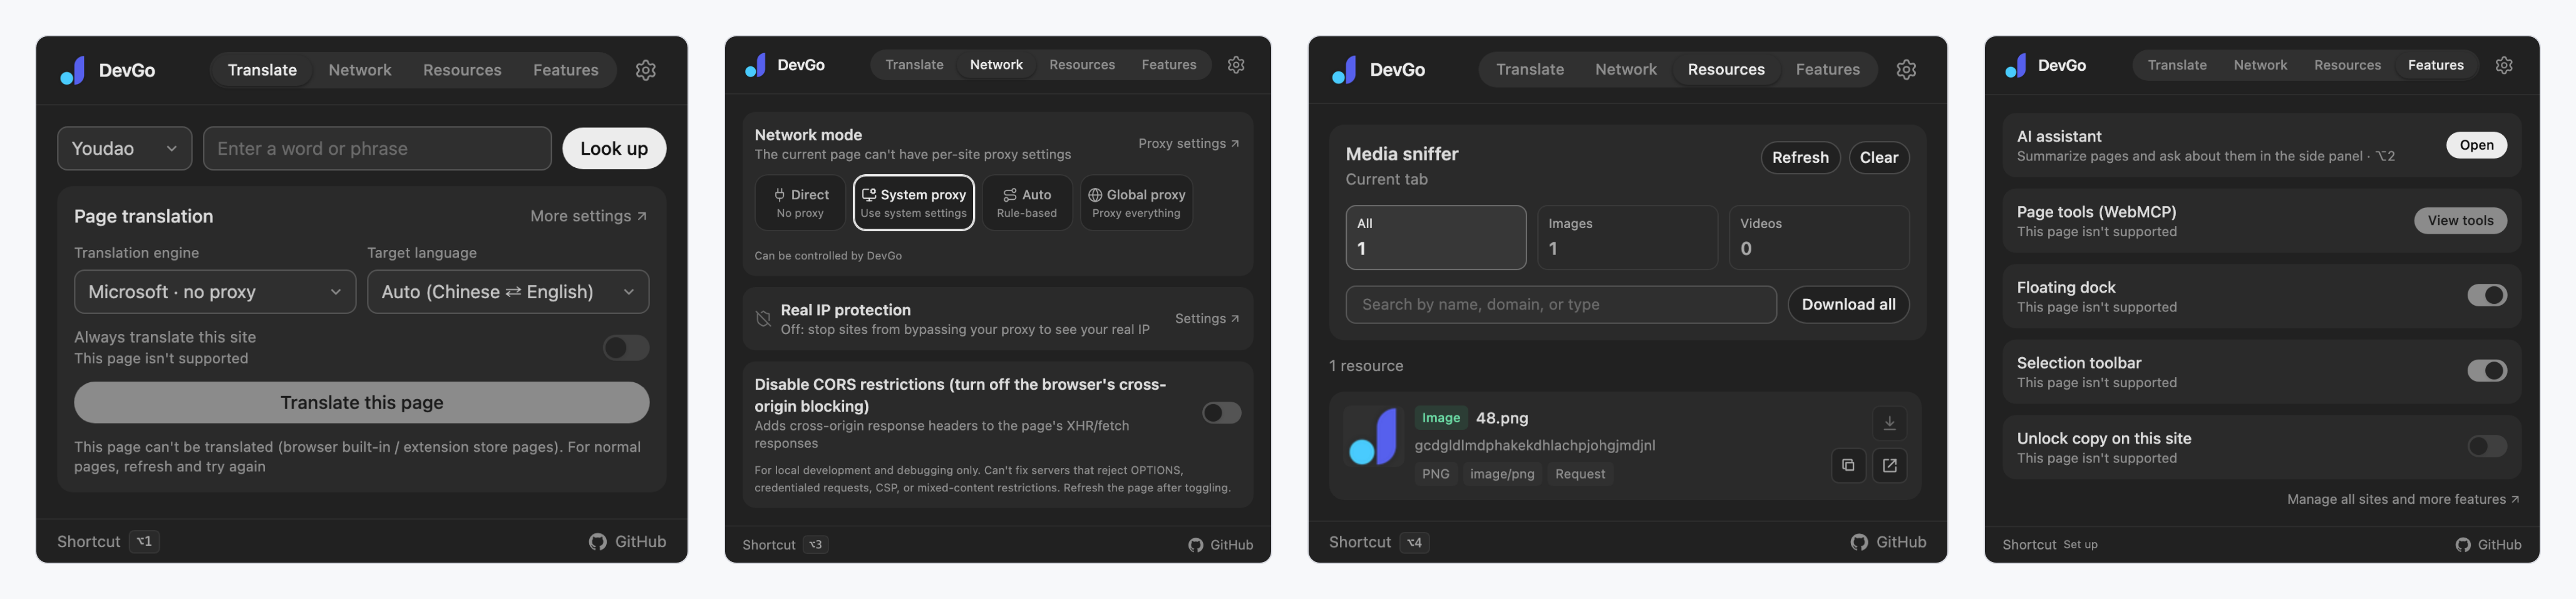 DevGo
Translate
Network
Resources
Features
Youdao
Enter a word or phrase
Look up
Page translation
More settings ↗
Translation engine
Target language
Microsoft · no proxy
Auto (Chinese ⇄ English)
Always translate this site
This page isn't supported
Translate this page
This page can't be translated (browser built-in / extension store pages). For normal
pages, refresh and try again
Shortcut ⌥1
GitHub
DevGo
Translate
Network
Resources
Features
Network mode
The current page can't have per-site proxy settings
Proxy settings ↗
Direct
No proxy
System proxy
Use system settings
Auto
Rule-based
Global proxy
Proxy everything
Can be controlled by DevGo
Real IP protection
Off: stop sites from bypassing your proxy to see your real IP
Settings ↗
Disable CORS restrictions (turn off the browser's cross-
origin blocking)
Adds cross-origin response headers to the page's XHR/fetch
responses
For local development and debugging only. Can't fix servers that reject OPTIONS,
credentialed requests, CSP, or mixed-content restrictions. Refresh the page after toggling.
Shortcut ⌥3
GitHub
DevGo
Translate
Network
Resources
Features
Media sniffer
Current tab
Refresh
Clear
All
1
Images
1
Videos
0
Search by name, domain, or type
Download all
1 resource
Image 48.png
gcdgldlmdphakekdhlachpjohgjmdjnl
PNG
image/png
Request
Shortcut ⌥4
GitHub
DevGo
Translate
Network
Resources
Features
AI assistant
Summarize pages and ask about them in the side panel · ⌥2
Open
Page tools (WebMCP)
This page isn't supported
View tools
Floating dock
This page isn't supported
Selection toolbar
This page isn't supported
Unlock copy on this site
This page isn't supported
Manage all sites and more features ↗
Shortcut Set up
GitHub